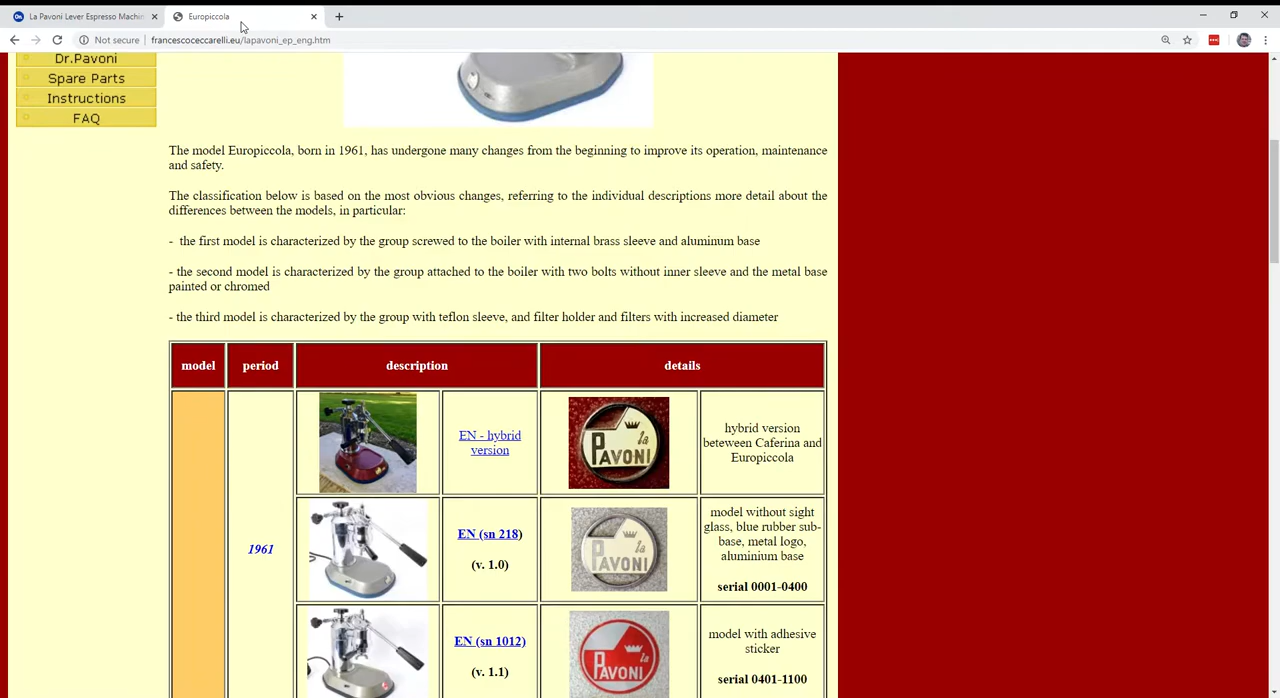 La Pavoni Lever Espresso Machin
Europiccola
Not secure | francescoceccarelli.eu/lapavoni_ep_eng.htm
Dr.Pavoni
Spare Parts
Instructions
FAQ
The model Europiccola, born in 1961, has undergone many changes from the beginning to improve its operation, maintenance
and safety.
The classification below is based on the most obvious changes, referring to the individual descriptions more detail about the
differences between the models, in particular:
- the first model is characterized by the group screwed to the boiler with internal brass sleeve and aluminum base
- the second model is characterized by the group attached to the boiler with two bolts without inner sleeve and the metal base
painted or chromed
- the third model is characterized by the group with teflon sleeve, and filter holder and filters with increased diameter
model period description details
EN - hybrid
version
la
PAVONI
hybrid version
beteween Caferina and
Europiccola
1961
EN (sn 218)
(v. 1.0)
la
PAVONI
model without sight
glass, blue rubber sub-
base, metal logo,
aluminium base
serial 0001-0400
EN (sn 1012)
(v. 1.1)
la
PAVONI
model with adhesive
sticker
serial 0401-1100